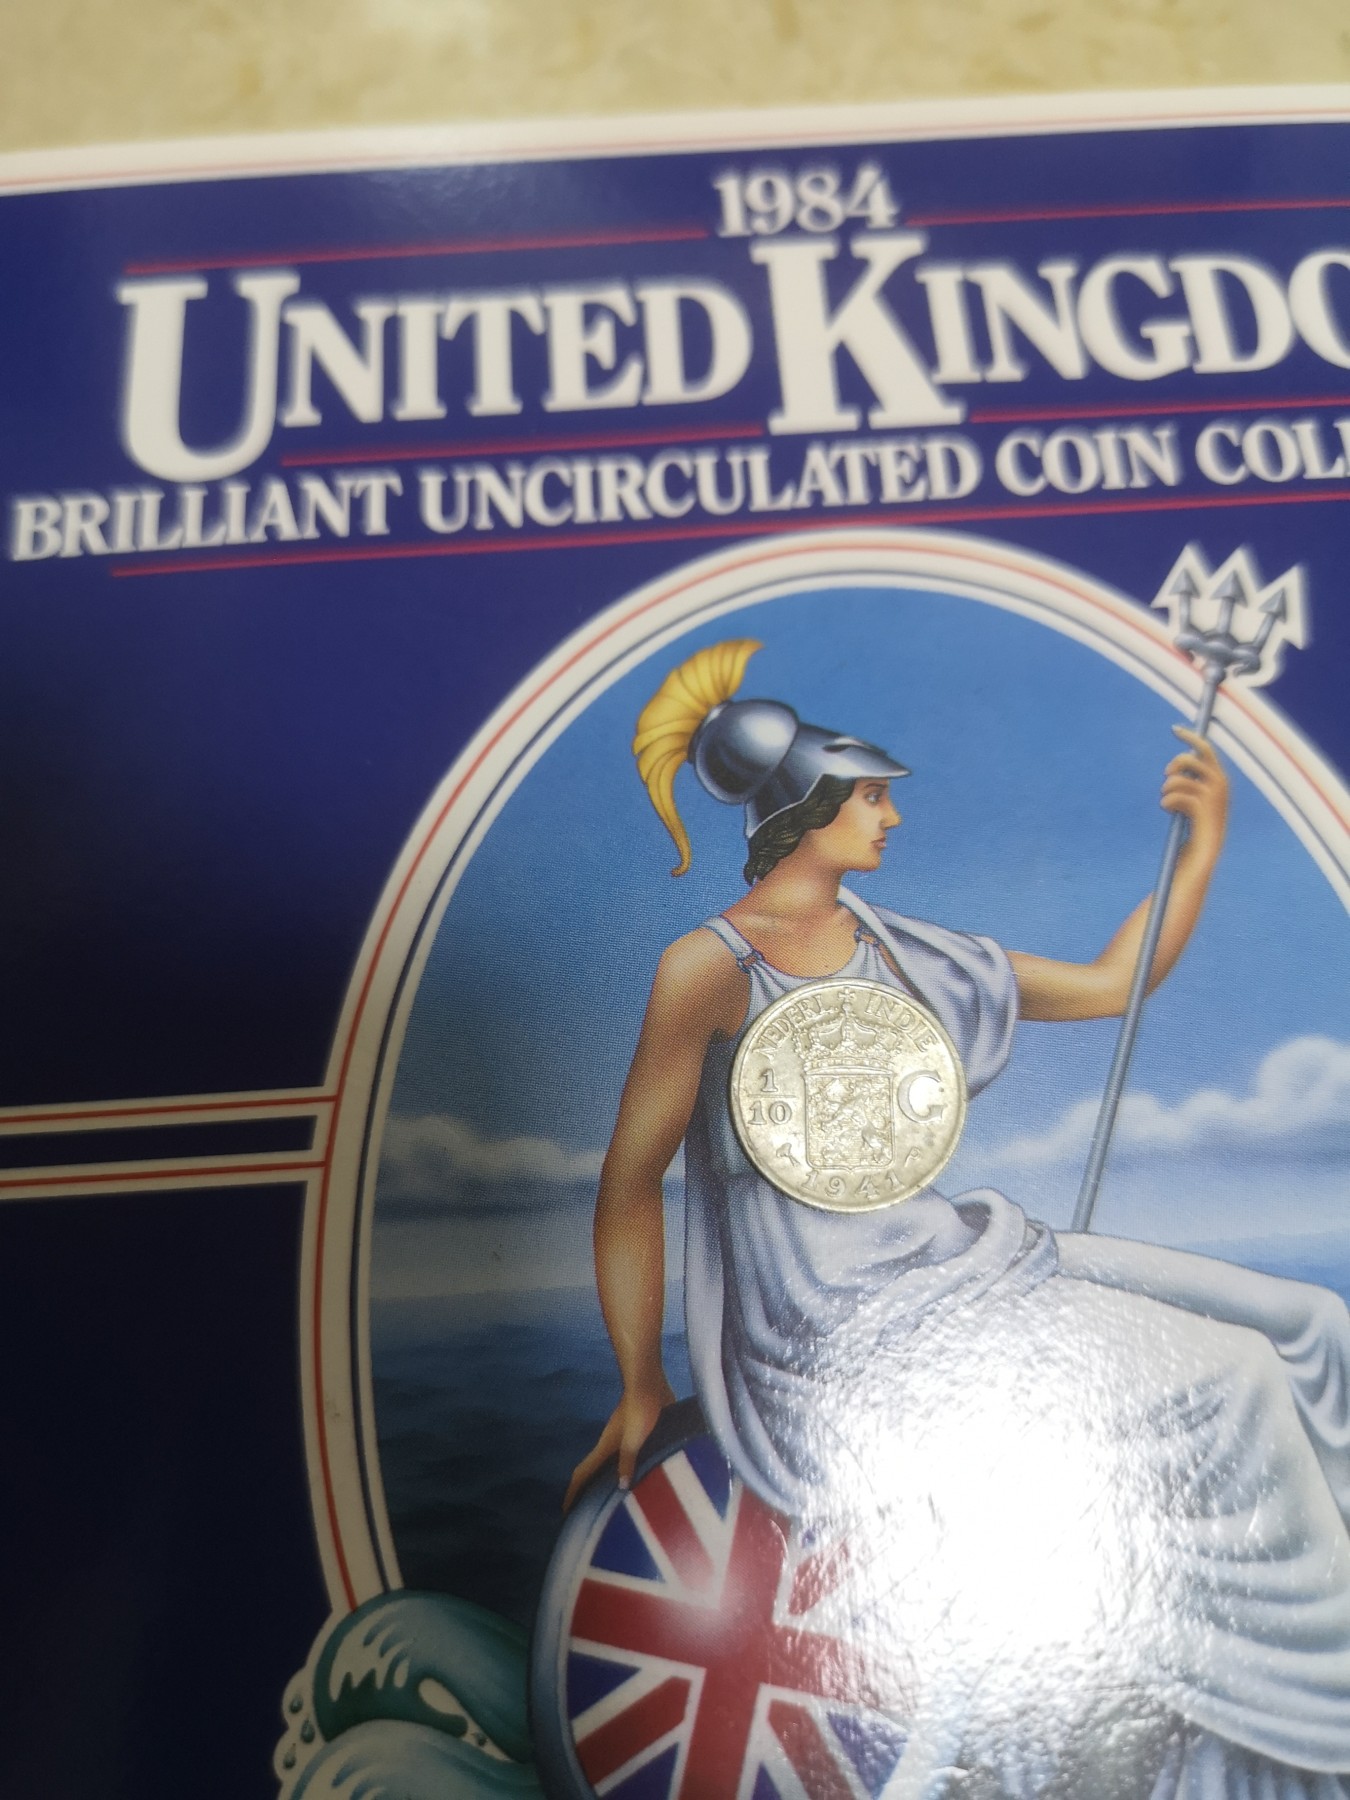 1984
UNITED KINGDO
BRILLIANT UNCIRCULATED COIN COL
NEDERL INDIE
1/10 G
1941
P